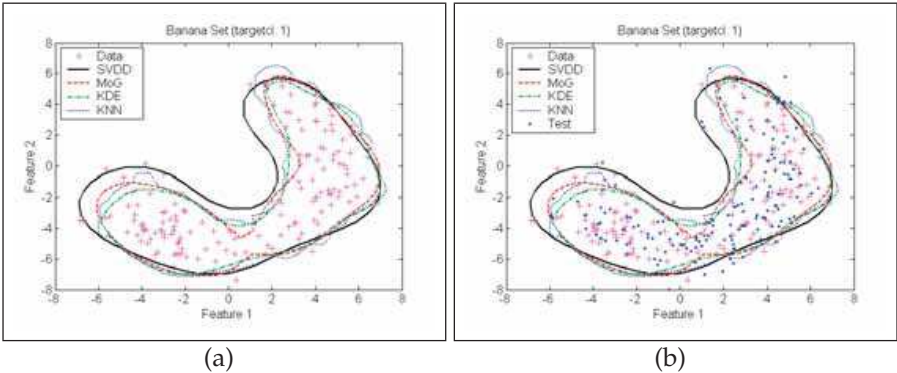 Banana Set (targetcl. 1)
8
6
4
2
0
-2
-4
-6
-8
Feature 2
Data
SVDD
MoG
KDE
KNN
-8
-6
-4
-2
0
2
4
6
8
Feature 1
(a)
Banana Set (targetcl. 1)
8
6
4
2
0
-2
-4
-6
-8
Feature 2
Data
SVDD
MoG
KDE
KNN
Test
-8
-6
-4
-2
0
2
4
6
8
Feature 1
(b)